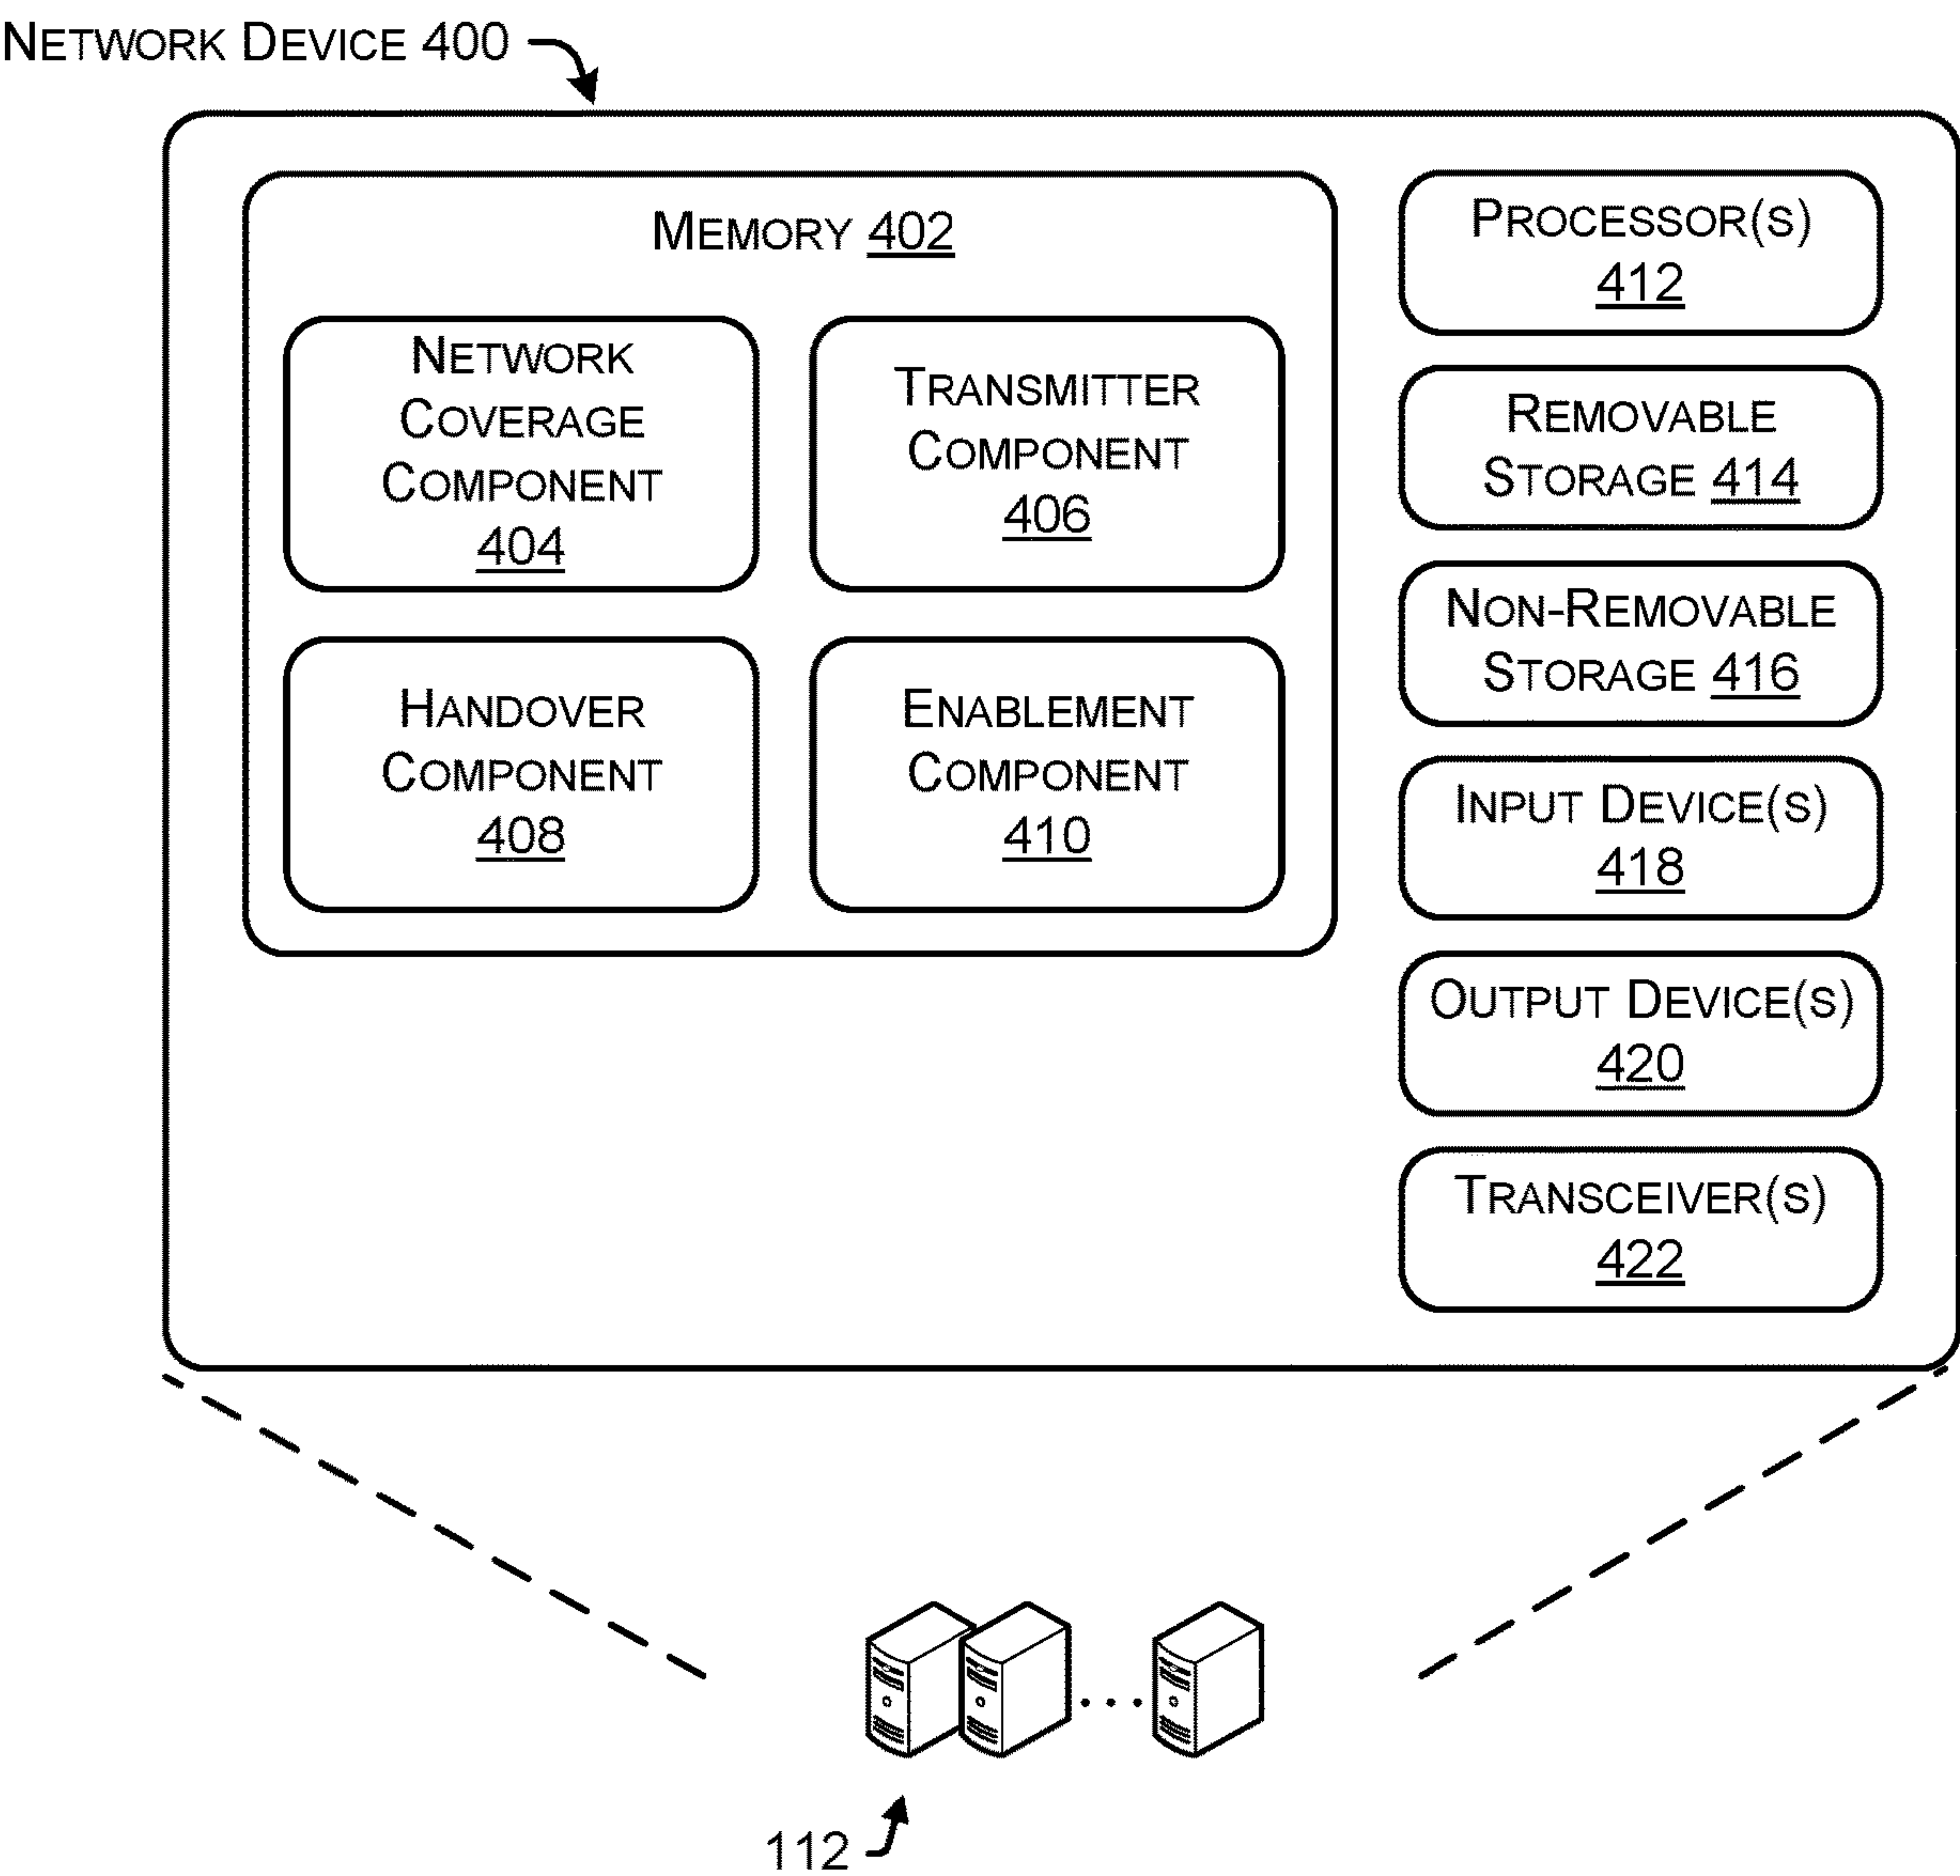 NETWORK DEVICE 400
MEMORY 402
NETWORK
COVERAGE
COMPONENT
404
TRANSMITTER
COMPONENT
406
HANDOVER
COMPONENT
408
ENABLEMENT
COMPONENT
410
PROCESSOR(S)
412
REMOVABLE
STORAGE 414
NON-REMOVABLE
STORAGE 416
INPUT DEVICE(S)
418
OUTPUT DEVICE(S)
420
TRANSCEIVER(S)
422
112